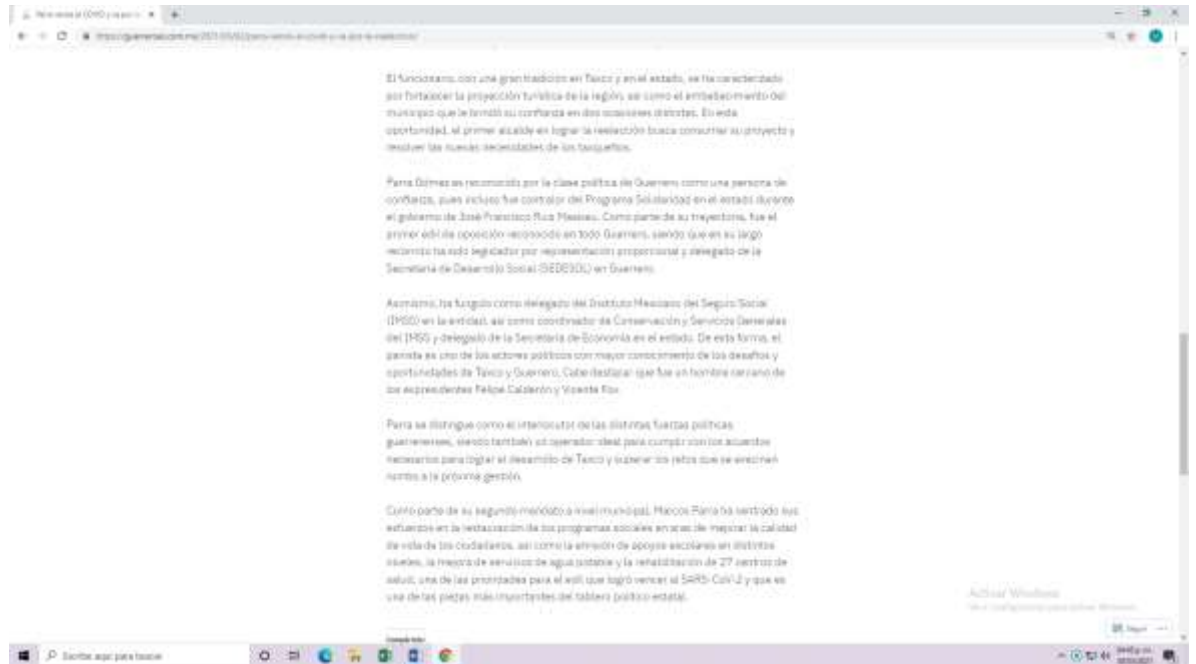 El funcionario, con una gran tradición en Taxco y en el estado, se ha caracterizado
por fortalecer la proyección turística de la región, así como el embellecimiento del
municipio que le brindó su confianza en dos ocasiones distintas. En esta
oportunidad, el primer alcalde en lograr la reelección busca consumar su proyecto y
resolver las nuevas necesidades de los taxqueños.
Parra Gómez es reconocido por la clase política de Guerrero como una persona de
confianza, pues incluso fue contralor del Programa Solidaridad en el estado durante
el gobierno de José Francisco Ruiz Massieu. Como parte de su trayectoria, fue el
primer edil de oposición reconocido en todo Guerrero, siendo que en su largo
recorrido ha sido legislador por representación proporcional y delegado de la
Secretaría de Desarrollo Social (SEDESOL) en Guerrero.
Asimismo, ha fungido como delegado del Instituto Mexicano del Seguro Social
(IMSS) en la entidad, así como coordinador de Conservación y Servicios Generales
del IMSS y delegado de la Secretaría de Economía en el estado. De esta forma, el
panista es uno de los actores políticos con mayor conocimiento de los desafíos y
oportunidades de Taxco y Guerrero. Cabe destacar que fue un hombre cercano de
los expresidentes Felipe Calderón y Vicente Fox.
Parra se distingue como el interlocutor de las distintas fuerzas políticas
guerrerenses, siendo también un operador ideal para cumplir con los acuerdos
necesarios para lograr el desarrollo de Taxco y superar los retos que se avecinan
rumbo a la próxima gestión.
Como parte de su segundo mandato a nivel municipal, Marcos Parra ha centrado sus
esfuerzos en la restauración de los programas sociales en aras de mejorar la calidad
de vida de los ciudadanos, así como la emisión de apoyos escolares en distintos
niveles, la mejora de servicios de agua potable y la rehabilitación de 27 centros de
salud, una de las prioridades para el edil que logró vencer al SARS-CoV-2 y que es
una de las piezas más importantes del tablero político estatal.
Activar Windows
Seguir
Escribe aquí para buscar